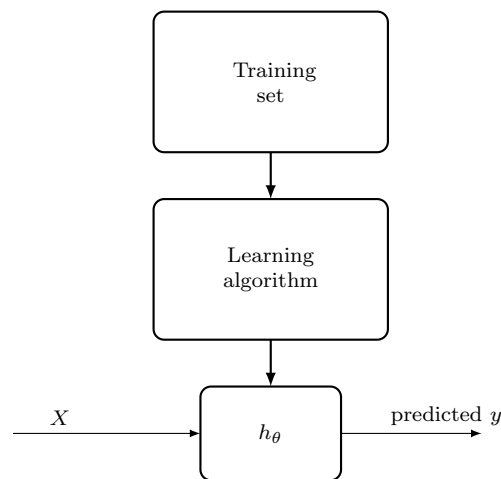 Training
set
Learning
algorithm
X
h_θ
predicted y